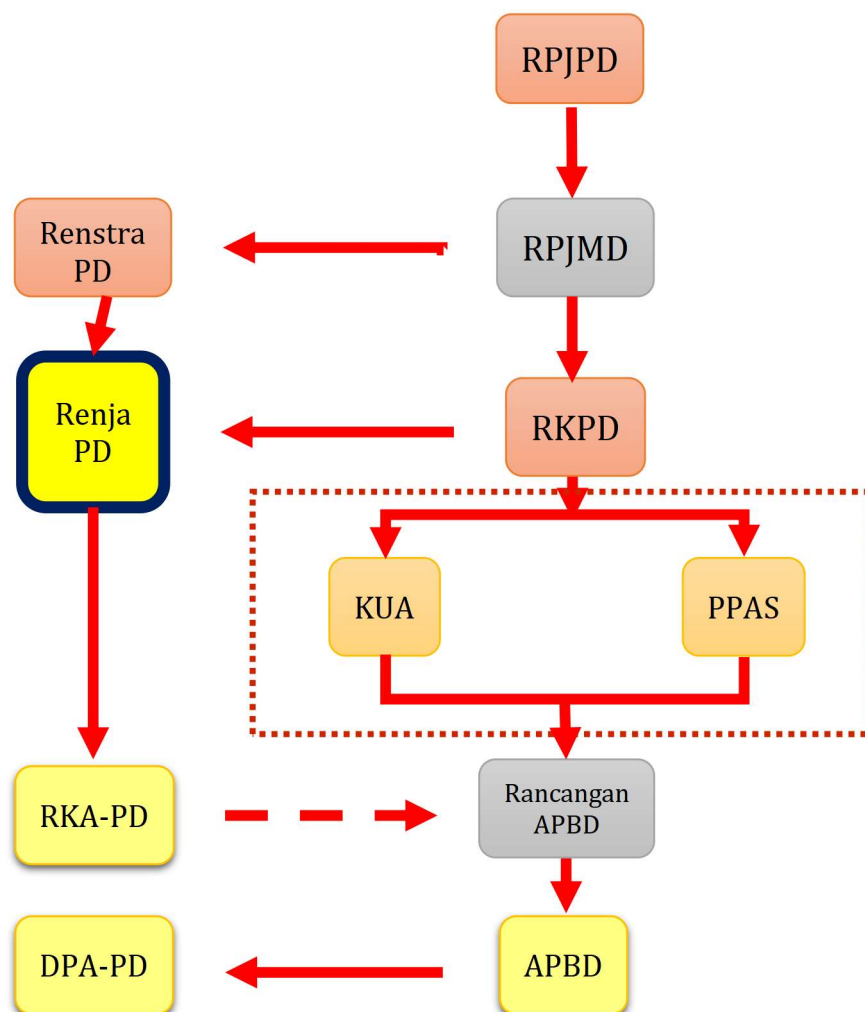 RPJPD
Renstra
PD
RPJMD
Renja
PD
RKPD
KUA
PPAS
RKA-PD
Rancangan
APBD
DPA-PD
APBD